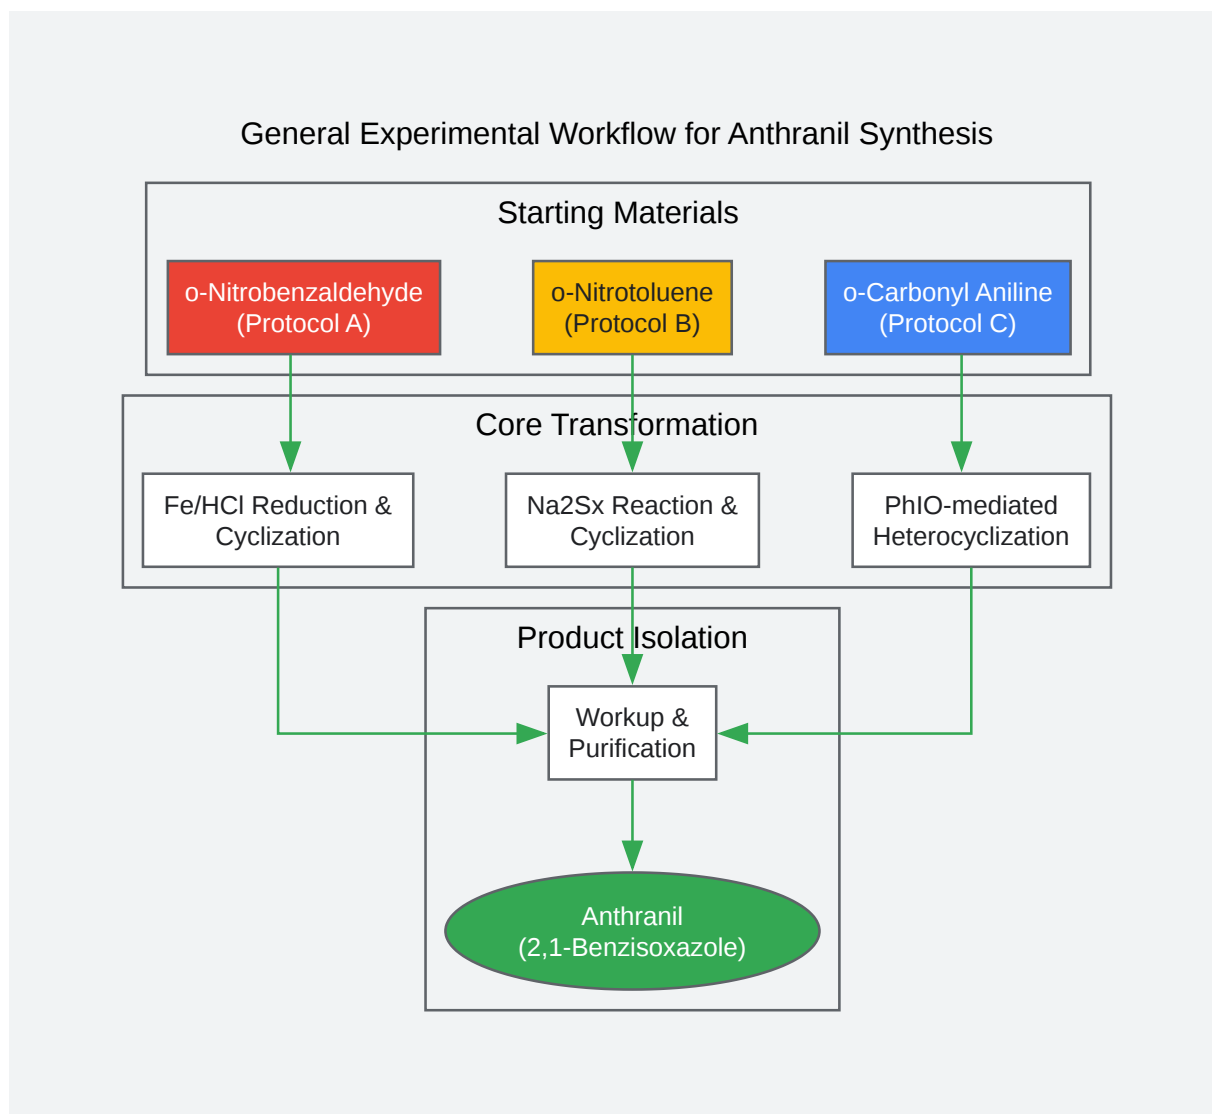 General Experimental Workflow for Anthranil Synthesis
Starting Materials
o-Nitrobenzaldehyde
(Protocol A)
o-Nitrotoluene
(Protocol B)
o-Carbonyl Aniline
(Protocol C)
Core Transformation
Fe/HCl Reduction &
Cyclization
Na2Sx Reaction &
Cyclization
PhIO-mediated
Heterocyclization
Product Isolation
Workup &
Purification
Anthranil
(2,1-Benzisoxazole)